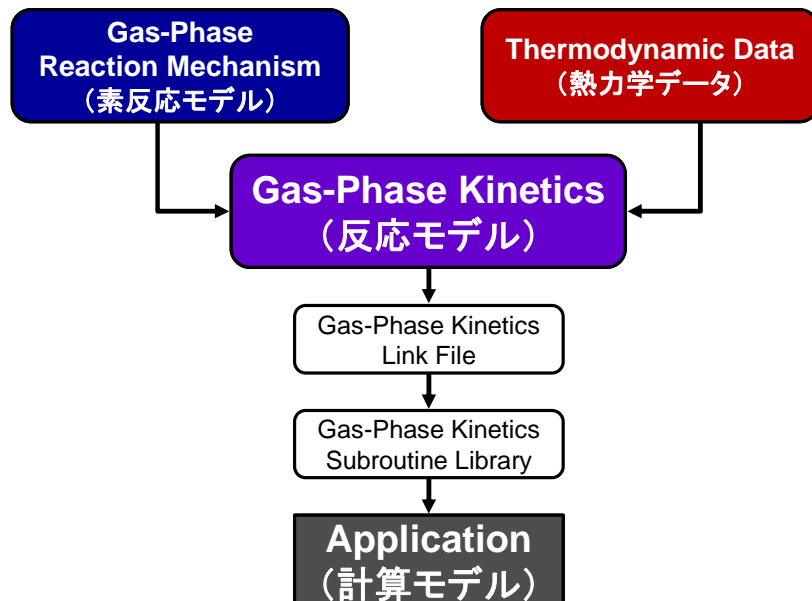 Gas-Phase
Reaction Mechanism
（素反応モデル）
Thermodynamic Data
（熱力学データ）
Gas-Phase Kinetics
（反応モデル）
Gas-Phase Kinetics
Link File
Gas-Phase Kinetics
Subroutine Library
Application
（計算モデル）